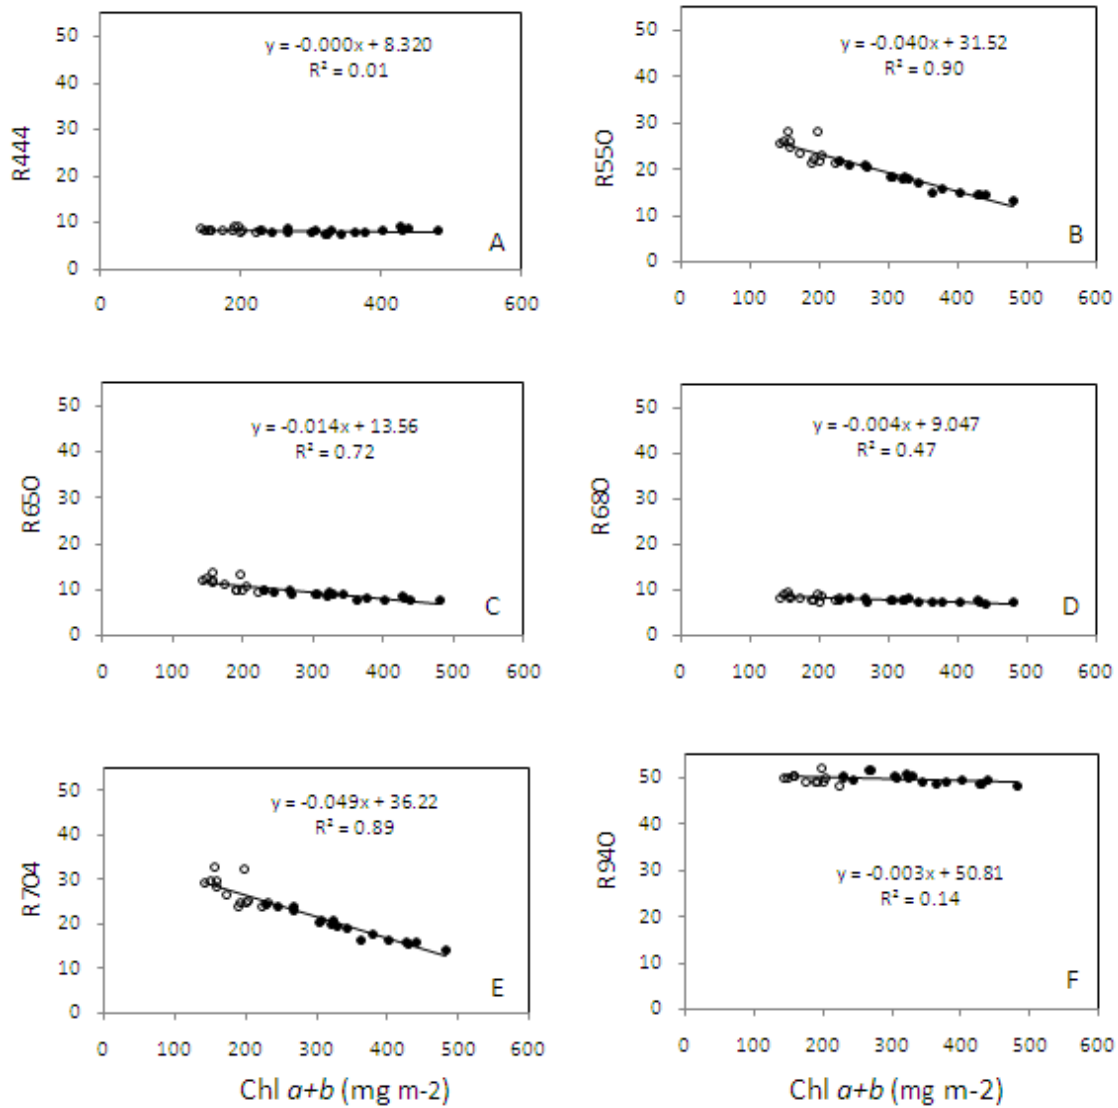 50
40
30
20
10
0
R444
y = -0.000x + 8.320
R² = 0.01
A
0 200 400 600
50
40
30
20
10
0
R550
y = -0.040x + 31.52
R² = 0.90
B
0 100 200 300 400 500 600
50
40
30
20
10
0
R650
y = -0.014x + 13.56
R² = 0.72
C
0 100 200 300 400 500 600
50
40
30
20
10
0
R680
y = -0.004x + 9.047
R² = 0.47
D
0 100 200 300 400 500 600
50
40
30
20
10
0
R704
y = -0.049x + 36.22
R² = 0.89
E
0 100 200 300 400 500 600
Chl a+b (mg m-2)
50
40
30
20
10
0
R940
y = -0.003x + 50.81
R² = 0.14
F
0 100 200 300 400 500 600
Chl a+b (mg m-2)